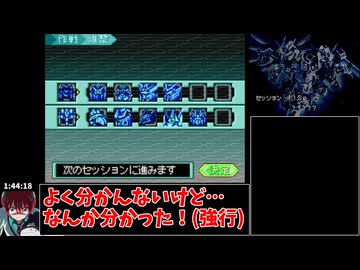 作戦 進撃
セッション
次のセッションに進みます
決定
1:44:18
よく分かんないけど…
なんか分かった！(強行)